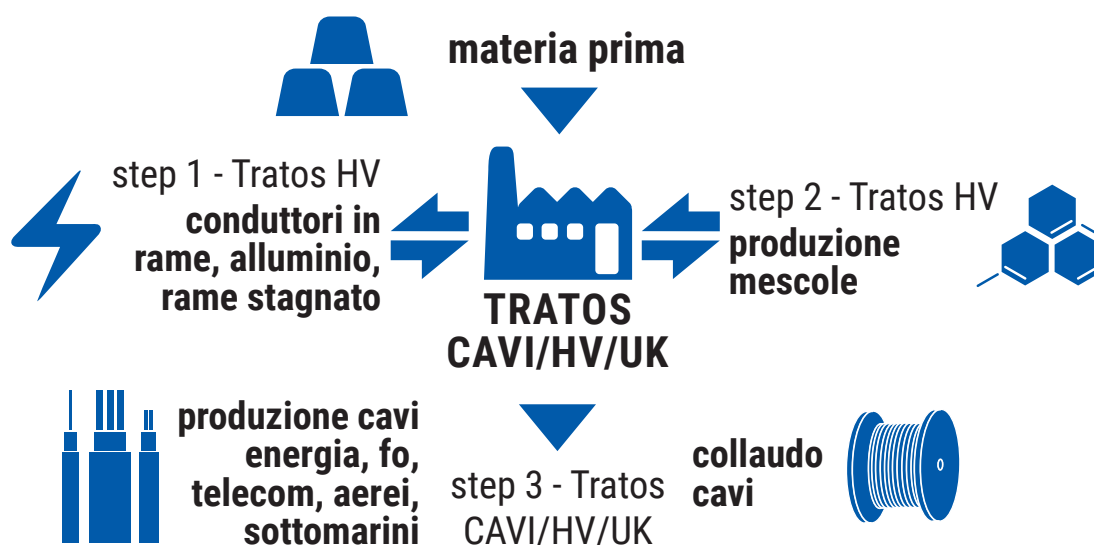 materia prima
step 1 - Tratos HV
conduttori in
rame, alluminio,
rame stagnato
step 2 - Tratos HV
produzione
mescole
TRATOS
CAVI/HV/UK
produzione cavi
energia, fo,
telecom, aerei,
sottomarini
step 3 - Tratos
CAVI/HV/UK
collaudo
cavi